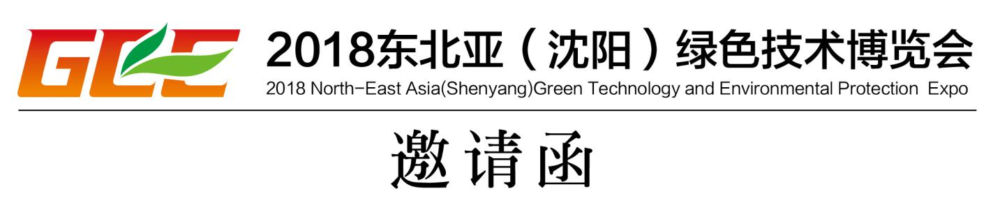 GCC
2018东北亚（沈阳）绿色技术博览会
2018 North-East Asia(Shenyang)Green Technology and Environmental Protection Expo
邀请函